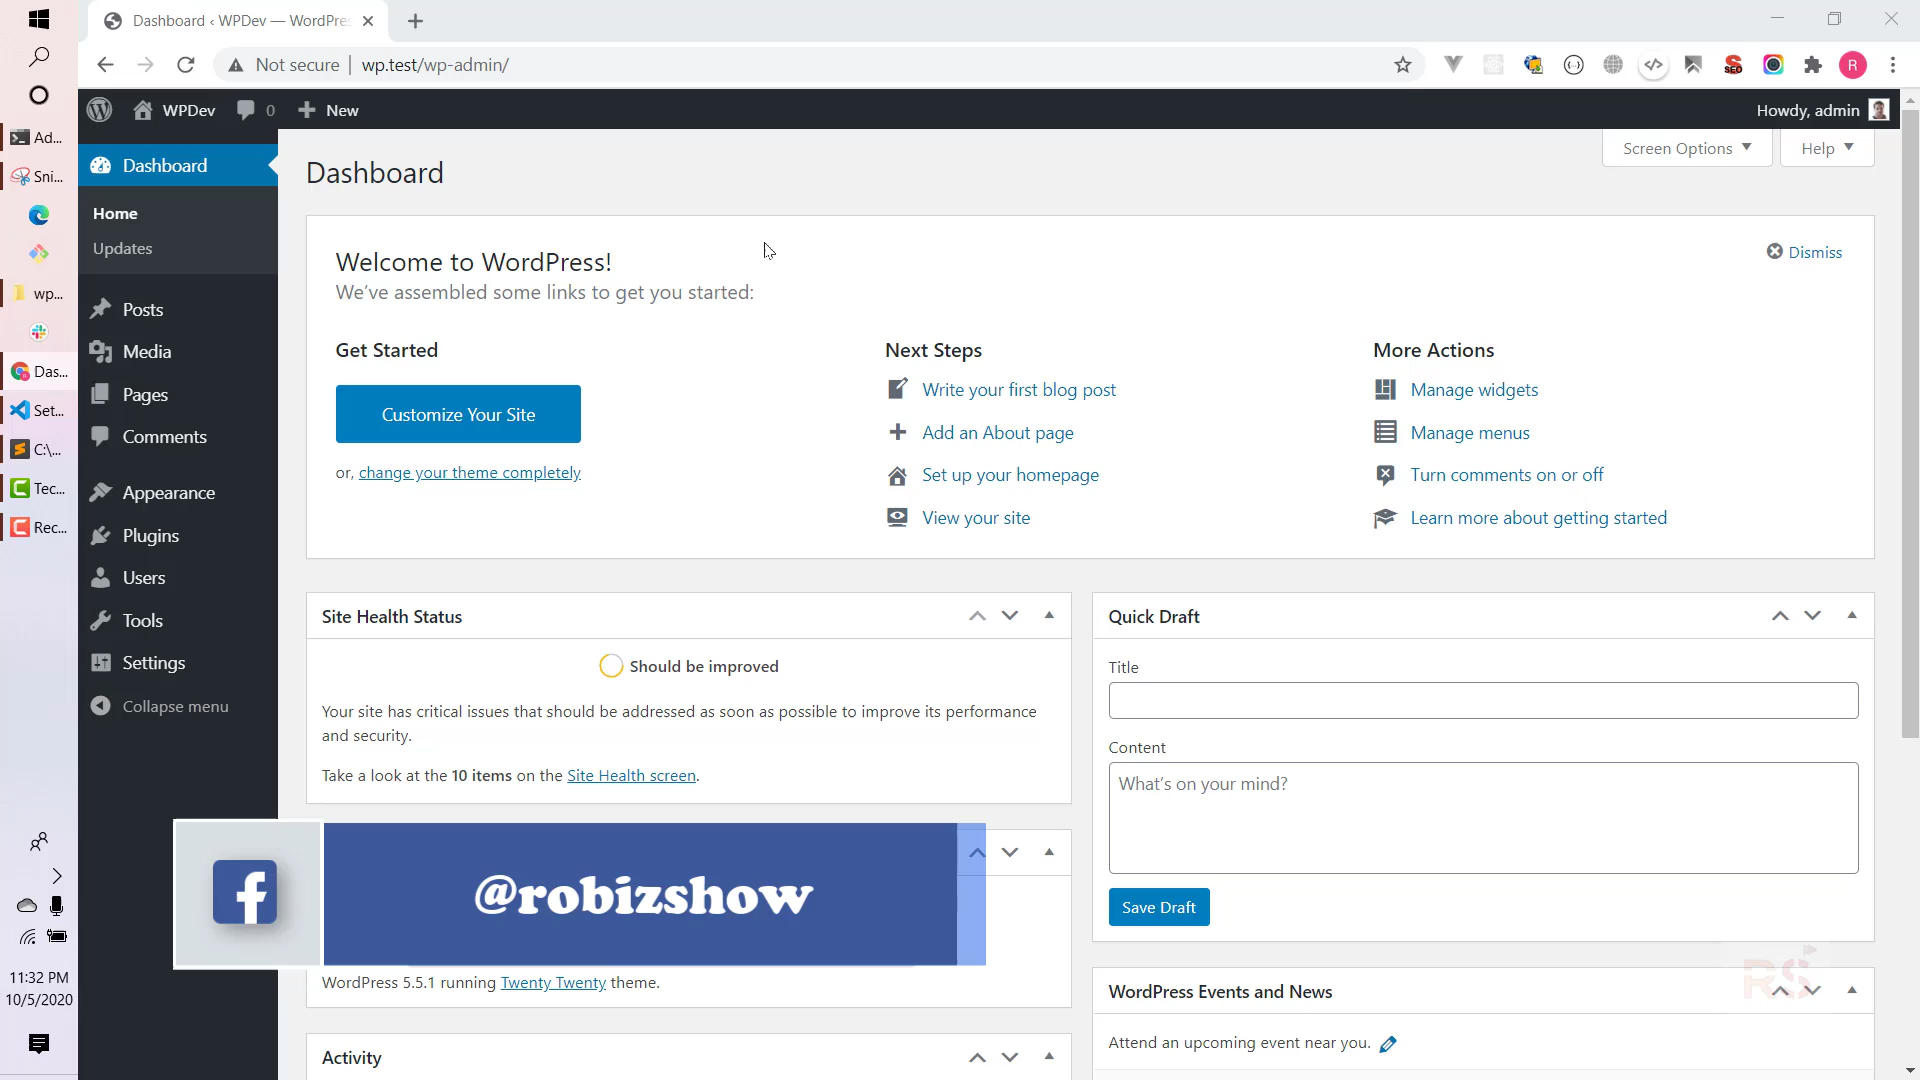 Dashboard ‹ WPDev — WordPres
Not secure | wp.test/wp-admin/
SEO
R
WPDev 0 New
Howdy, admin
Ad...
Sni...
wp...
Das...
Set...
C:\...
Tec...
Rec...
11:32 PM
10/5/2020
Dashboard
Home
Updates
Posts
Media
Pages
Comments
Appearance
Plugins
Users
Tools
Settings
Collapse menu
Screen Options
Help
Dashboard
Welcome to WordPress!
Dismiss
We've assembled some links to get you started:
Get Started
Customize Your Site
or, change your theme completely
Next Steps
Write your first blog post
Add an About page
Set up your homepage
View your site
More Actions
Manage widgets
Manage menus
Turn comments on or off
Learn more about getting started
Site Health Status
Should be improved
Your site has critical issues that should be addressed as soon as possible to improve its performance
and security.
Take a look at the 10 items on the Site Health screen.
@robizshow
WordPress 5.5.1 running Twenty Twenty theme.
Activity
Quick Draft
Title
Content
What's on your mind?
Save Draft
RS
WordPress Events and News
Attend an upcoming event near you.